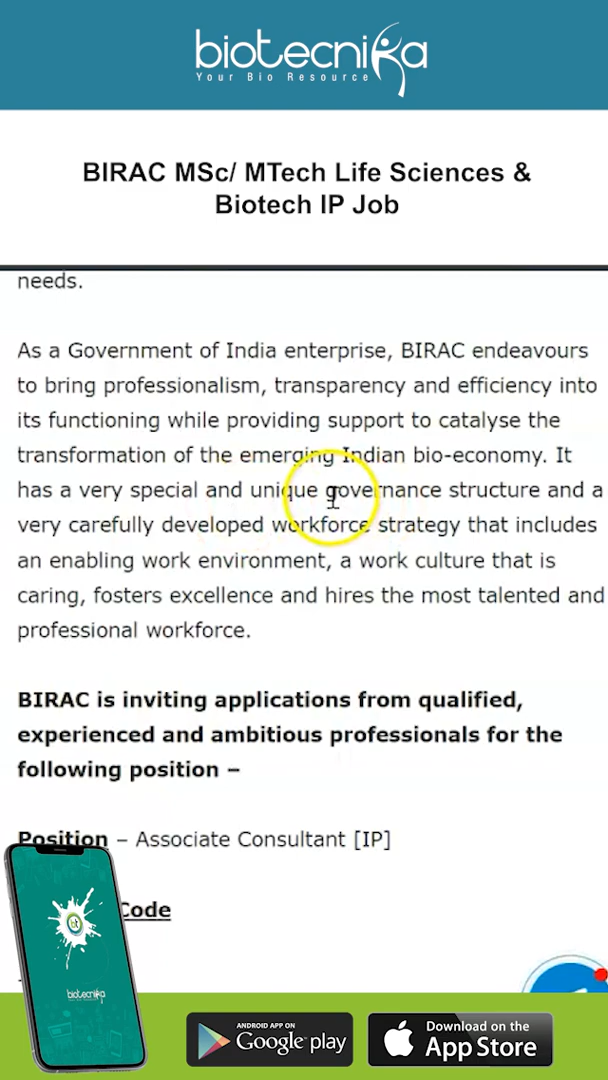 biotecnika
Your Bio Resource
BIRAC MSc/ MTech Life Sciences &
Biotech IP Job
needs.
As a Government of India enterprise, BIRAC endeavours
to bring professionalism, transparency and efficiency into
its functioning while providing support to catalyse the
transformation of the emerging Indian bio-economy. It
has a very special and unique governance structure and a
very carefully developed workforce strategy that includes
an enabling work environment, a work culture that is
caring, fosters excellence and hires the most talented and
professional workforce.
BIRAC is inviting applications from qualified,
experienced and ambitious professionals for the
following position –
Position – Associate Consultant [IP]
Code
bt
biotecnika
ANDROID APP ON
Google play
Download on the
App Store